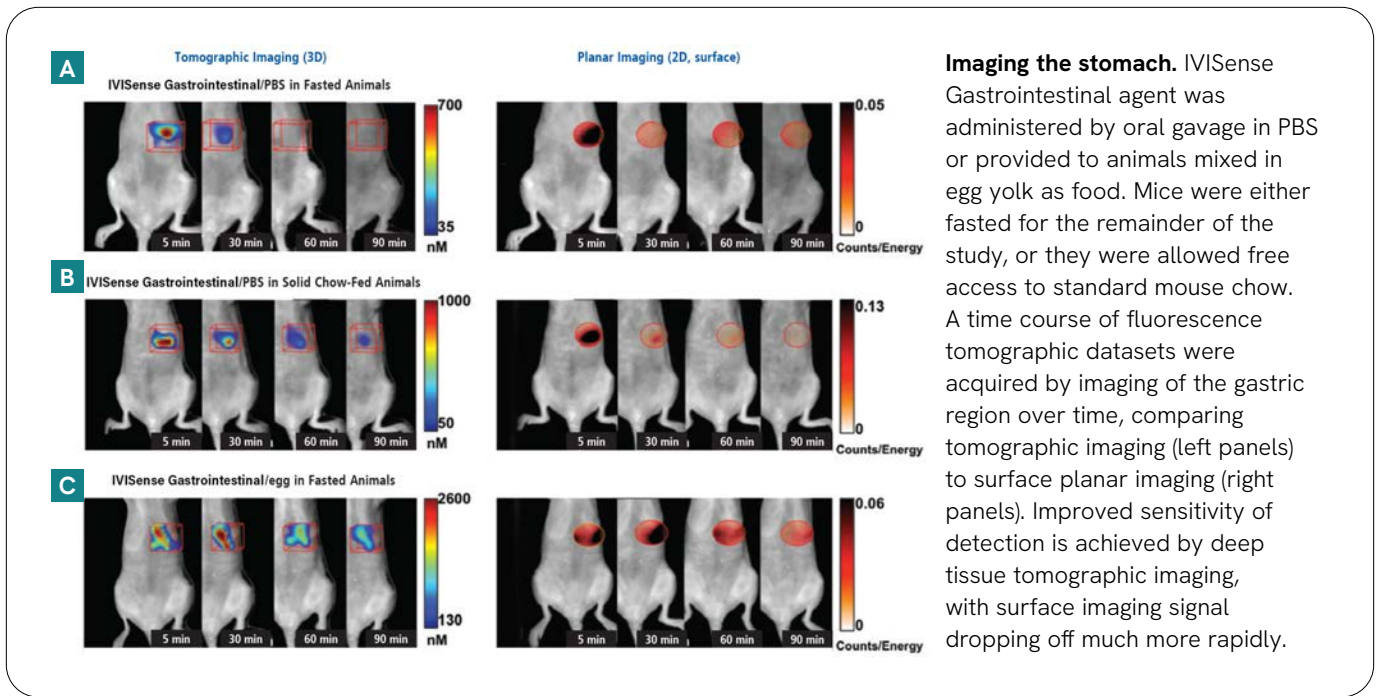 A
Tomographic Imaging (3D)
Planar Imaging (2D, surface)
IVISense Gastrointestinal/PBS in Fasted Animals
700
35
nM
5 min
30 min
60 min
90 min
0.05
0
Counts/Energy
5 min
30 min
60 min
90 min
B
IVISense Gastrointestinal/PBS in Solid Chow-Fed Animals
1000
50
nM
5 min
30 min
60 min
90 min
0.13
0
Counts/Energy
5 min
30 min
60 min
90 min
C
IVISense Gastrointestinal/egg in Fasted Animals
2600
130
nM
5 min
30 min
60 min
90 min
0.06
0
Counts/Energy
5 min
30 min
60 min
90 min
Imaging the stomach. IVISense
Gastrointestinal agent was
administered by oral gavage in PBS
or provided to animals mixed in
egg yolk as food. Mice were either
fasted for the remainder of the
study, or they were allowed free
access to standard mouse chow.
A time course of fluorescence
tomographic datasets were
acquired by imaging of the gastric
region over time, comparing
tomographic imaging (left panels)
to surface planar imaging (right
panels). Improved sensitivity of
detection is achieved by deep
tissue tomographic imaging,
with surface imaging signal
dropping off much more rapidly.